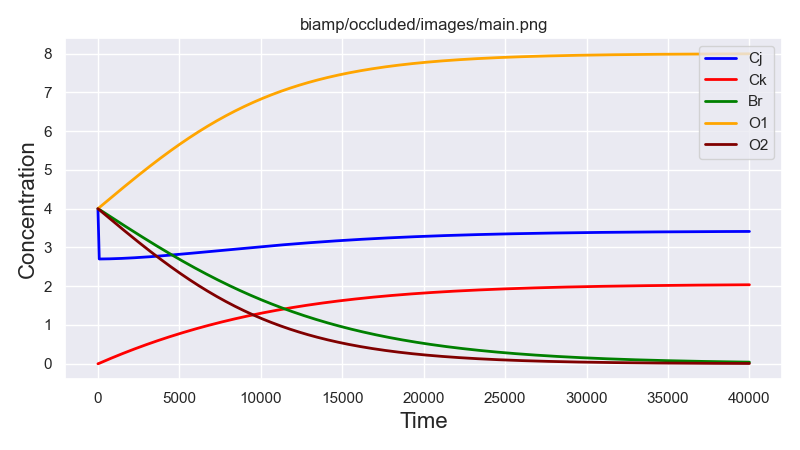 biamp/occluded/images/main.png
Concentration
8
7
6
5
4
3
2
1
0
Cj
Ck
Br
O1
O2
0 5000 10000 15000 20000 25000 30000 35000 40000
Time